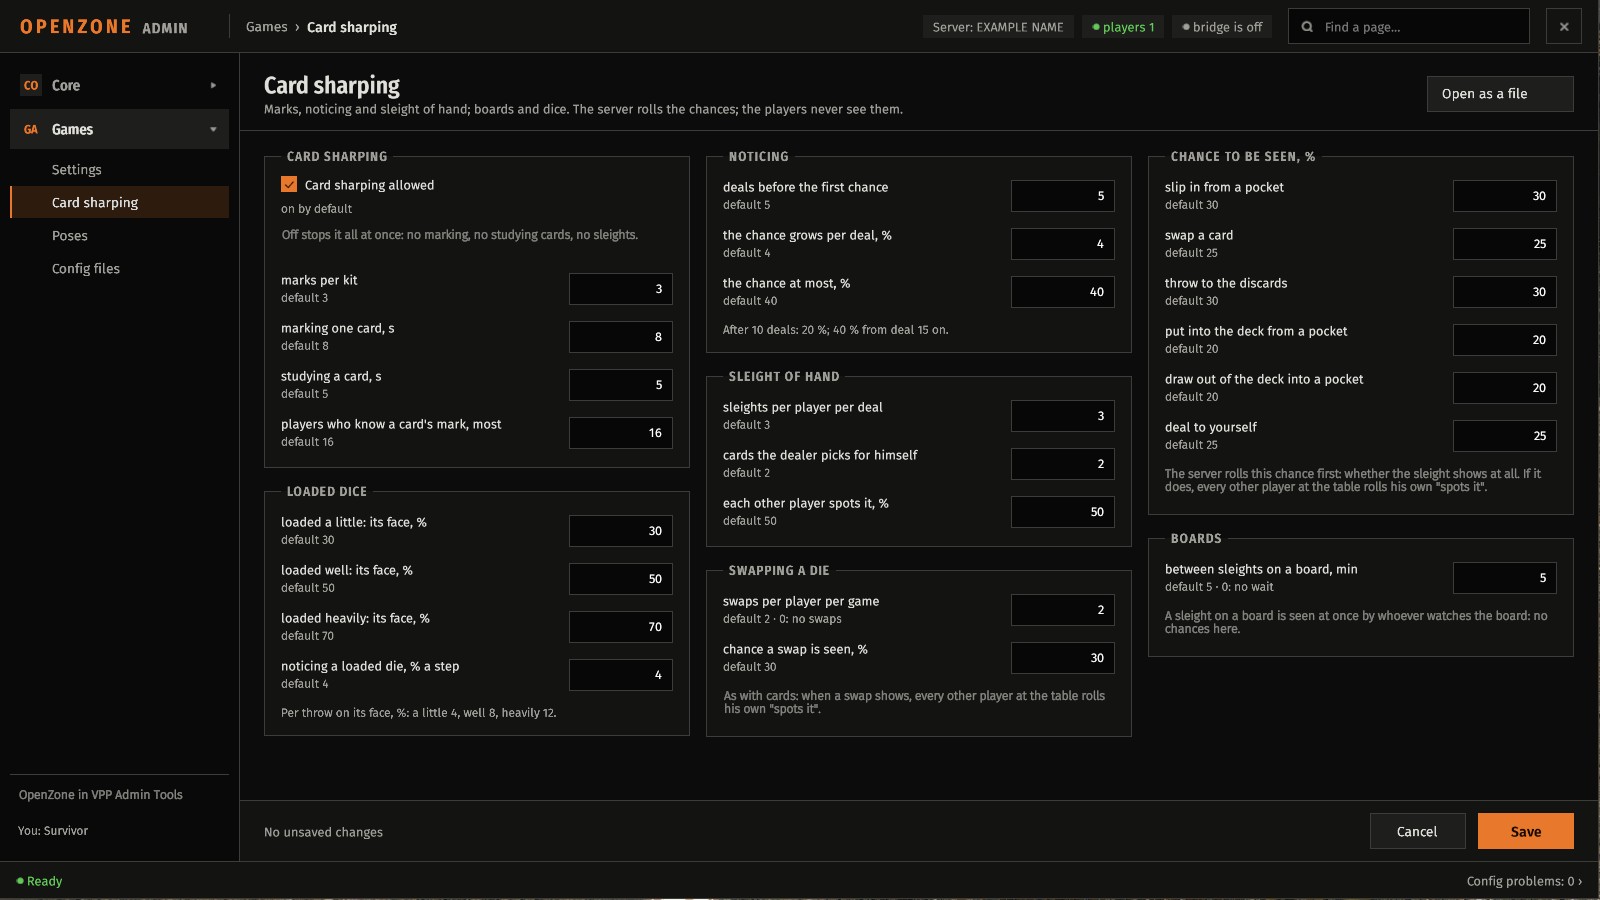 OPENZONE ADMIN
Games › Card sharping
Server: EXAMPLE NAME
players 1
bridge is off
Find a page...
CO Core
GA Games
Settings
Card sharping
Poses
Config files
OpenZone in VPP Admin Tools
You: Survivor
Card sharping
Marks, noticing and sleight of hand; boards and dice. The server rolls the chances; the players never see them.
Open as a file
CARD SHARPING
Card sharping allowed
on by default
Off stops it all at once: no marking, no studying cards, no sleights.
marks per kit
default 3
3
marking one card, s
default 8
8
studying a card, s
default 5
5
players who know a card's mark, most
default 16
16
LOADED DICE
loaded a little: its face, %
default 30
30
loaded well: its face, %
default 50
50
loaded heavily: its face, %
default 70
70
noticing a loaded die, % a step
default 4
4
Per throw on its face, %: a little 4, well 8, heavily 12.
NOTICING
deals before the first chance
default 5
5
the chance grows per deal, %
default 4
4
the chance at most, %
default 40
40
After 10 deals: 20 %; 40 % from deal 15 on.
SLEIGHT OF HAND
sleights per player per deal
default 3
3
cards the dealer picks for himself
default 2
2
each other player spots it, %
default 50
50
SWAPPING A DIE
swaps per player per game
default 2 · 0: no swaps
2
chance a swap is seen, %
default 30
30
As with cards: when a swap shows, every other player at the table rolls
his own "spots it".
CHANCE TO BE SEEN, %
slip in from a pocket
default 30
30
swap a card
default 25
25
throw to the discards
default 30
30
put into the deck from a pocket
default 20
20
draw out of the deck into a pocket
default 20
20
deal to yourself
default 25
25
The server rolls this chance first: whether the sleight shows at all. If it
does, every other player at the table rolls his own "spots it".
BOARDS
between sleights on a board, min
default 5 · 0: no wait
5
A sleight on a board is seen at once by whoever watches the board: no
chances here.
No unsaved changes
Cancel
Save
Ready
Config problems: 0 ›